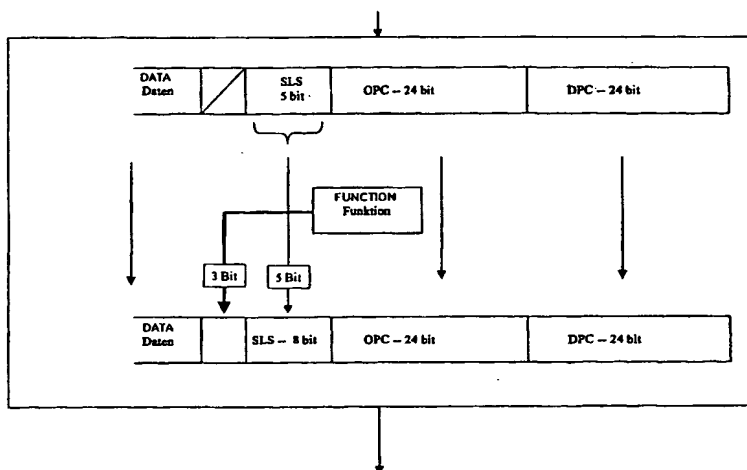 DATA
Daten
SLS
5 bit
OPC – 24 bit
DPC – 24 bit
FUNCTION
Funktion
3 Bit
5 Bit
DATA
Daten
SLS – 8 bit
OPC – 24 bit
DPC – 24 bit